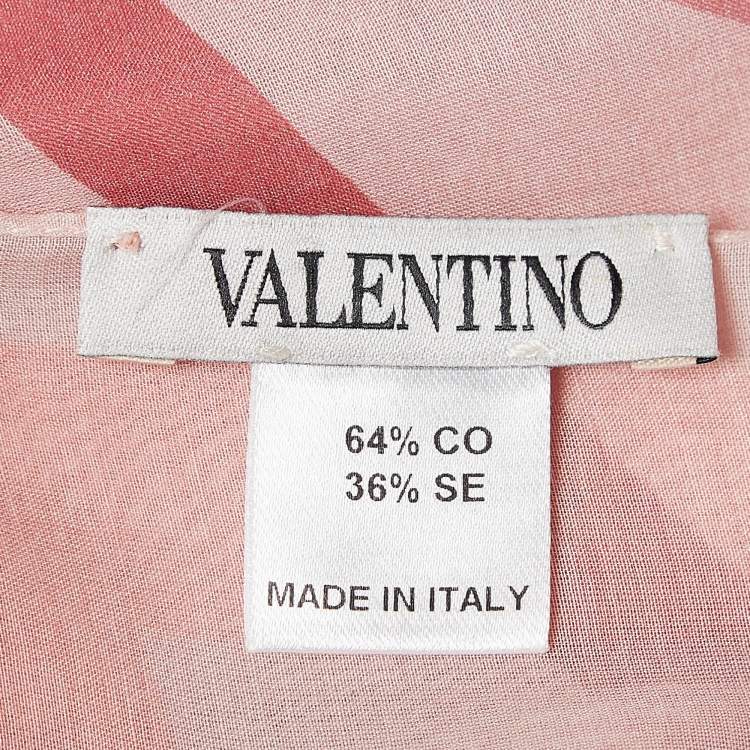 VALENTINO
64% CO
36% SE
MADE IN ITALY